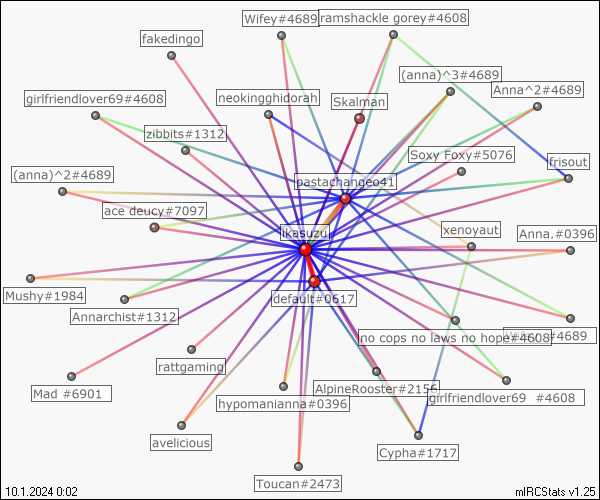 Wifey#4689
ramshackle gorey#4608
fakedingo
(anna)^3#4689
Anna^2#4689
girlfriendlover69#4608
neokingghidorah
Skalman
zibbits#1312
Soxy Foxy#5076
frisout
(anna)^2#4689
pastachangeo41
ace deucy#7097
ikasuzu
xenoyaut
Anna.#0396
Mushy#1984
default#0617
Annarchist#1312
no cops no laws no hope#4608
#4689
rattgaming
Mad #6901
AlpineRooster#2156
girlfriendlover69 #4608
hypomanianna#0396
avelicious
Cypha#1717
Toucan#2473
10.1.2024 0:02
mIRCStats v1.25